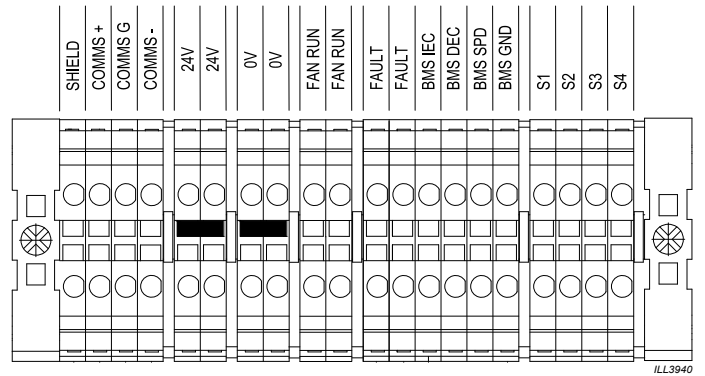 SHIELD
COMMS +
COMMS G
COMMS -
24V
24V
0V
0V
FAN RUN
FAN RUN
FAULT
FAULT
BMS IEC
BMS DEC
BMS SPD
BMS GND
S1
S2
S3
S4
ILL3940